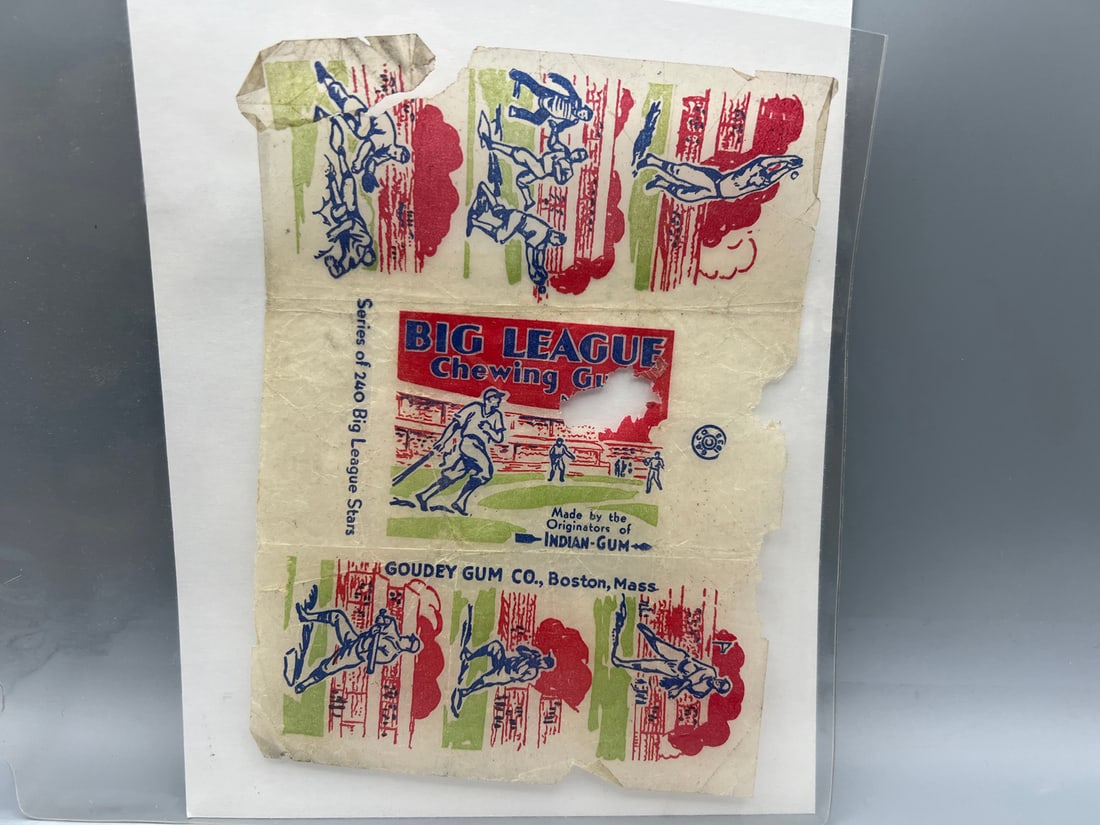 BIG LEAGUE
Chewing Gu
Series of 240 Big League Stars
Made by the
Originators of
INDIAN-GUM
GOUDEY GUM CO., Boston, Mass.